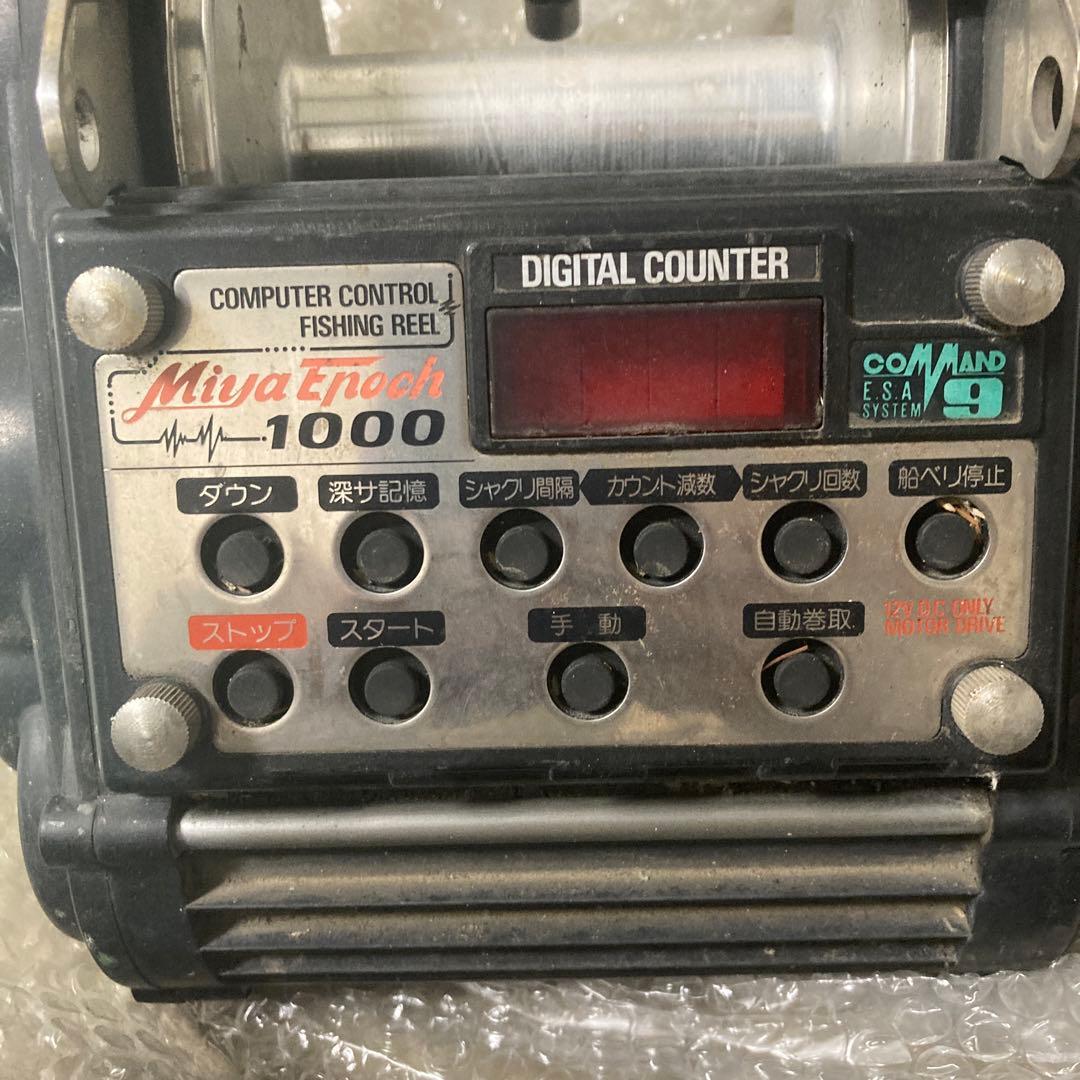 DIGITAL COUNTER
COMPUTER CONTROL
FISHING REEL
Miya Epoch
1000
COMMAND
E.S.A
SYSTEM 9
ダウン 深サ記憶 シャクリ間隔 カウント減数 シャクリ回数 船ベリ停止
ストップ スタート 手動 自動巻取
12V D.C ONLY
MOTOR DRIVE